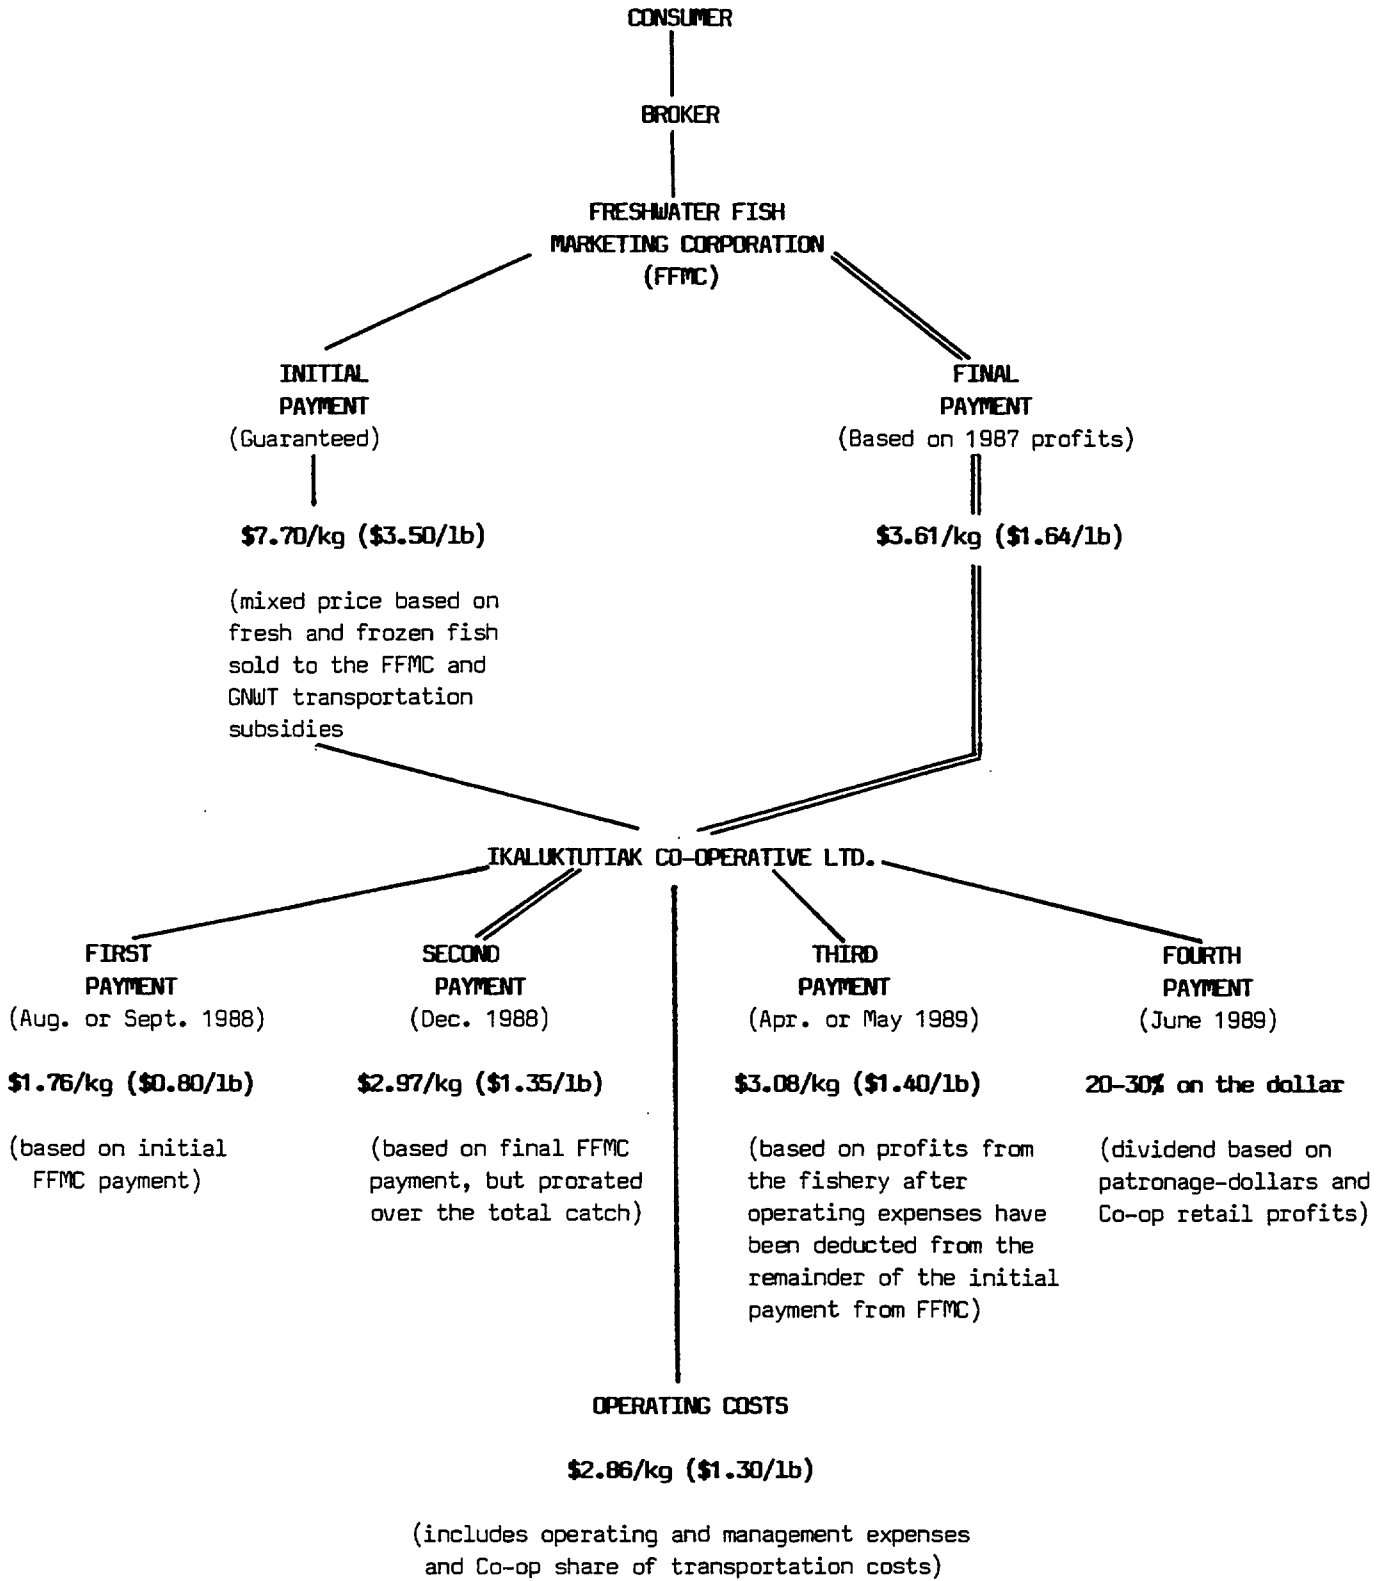 CONSUMER
BROKER
FRESHWATER FISH
MARKETING CORPORATION
(FFMC)
INITIAL
PAYMENT
(Guaranteed)
$7.70/kg ($3.50/lb)
(mixed price based on
fresh and frozen fish
sold to the FFMC and
GNWT transportation
subsidies
FINAL
PAYMENT
(Based on 1987 profits)
$3.61/kg ($1.64/lb)
IKALUKTUTIAK CO-OPERATIVE LTD.
FIRST
PAYMENT
(Aug. or Sept. 1988)
$1.76/kg ($0.80/lb)
(based on initial
FFMC payment)
SECOND
PAYMENT
(Dec. 1988)
$2.97/kg ($1.35/lb)
(based on final FFMC
payment, but prorated
over the total catch)
THIRD
PAYMENT
(Apr. or May 1989)
$3.08/kg ($1.40/lb)
(based on profits from
the fishery after
operating expenses have
been deducted from the
remainder of the initial
payment from FFMC)
FOURTH
PAYMENT
(June 1989)
20-30% on the dollar
(dividend based on
patronage-dollars and
Co-op retail profits)
OPERATING COSTS
$2.86/kg ($1.30/lb)
(includes operating and management expenses
and Co-op share of transportation costs)